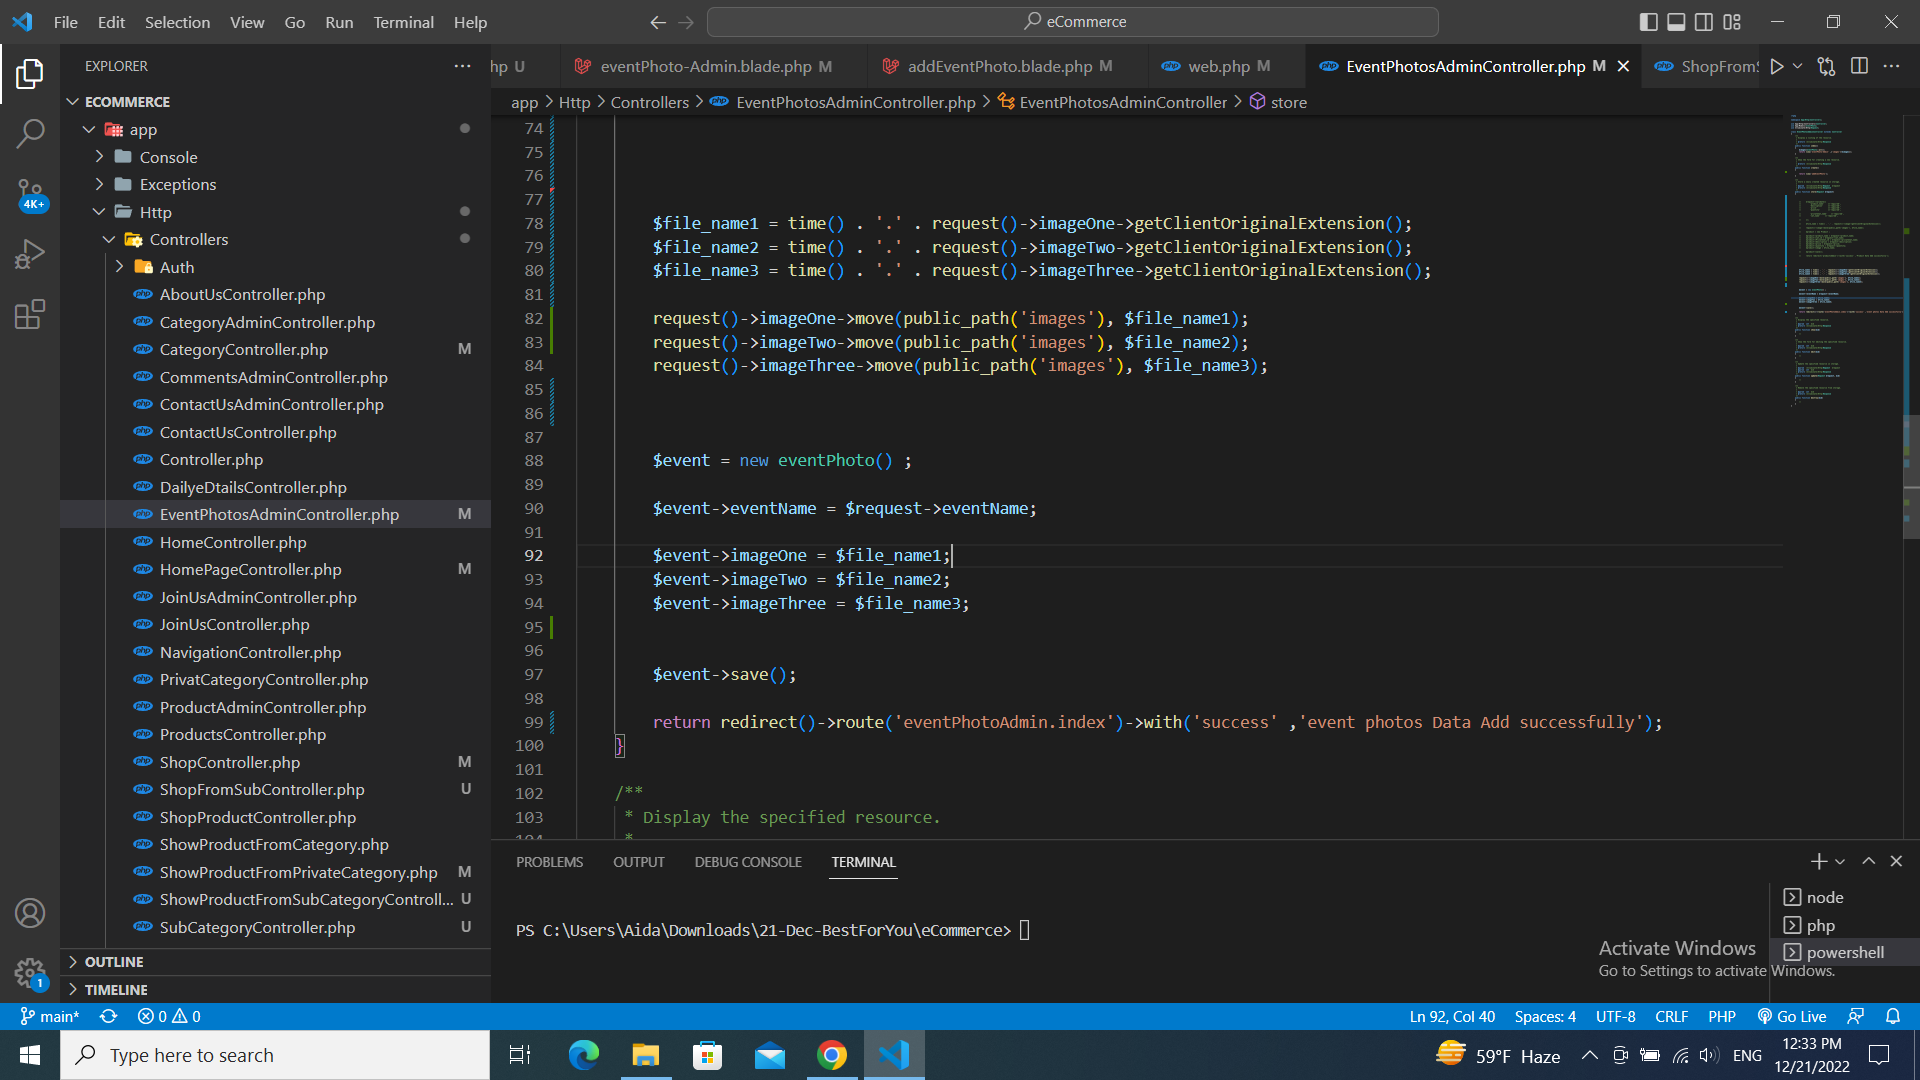 File Edit Selection View Go Run Terminal Help
eCommerce
EXPLORER
hp U
eventPhoto-Admin.blade.php M
addEventPhoto.blade.php M
web.php M
EventPhotosAdminController.php M
ShopFromS
app > Http > Controllers > EventPhotosAdminController.php > EventPhotosAdminController > store
ECOMMERCE
app
Console
Exceptions
Http
Controllers
Auth
AboutUsController.php
CategoryAdminController.php
CategoryController.php M
CommentsAdminController.php
ContactUsAdminController.php
ContactUsController.php
Controller.php
DailyeDtailsController.php
EventPhotosAdminController.php M
HomeController.php
HomePageController.php M
JoinUsAdminController.php
JoinUsController.php
NavigationController.php
PrivatCategoryController.php
ProductAdminController.php
ProductsController.php
ShopController.php M
ShopFromSubController.php U
ShopProductController.php
ShowProductFromCategory.php
ShowProductFromPrivateCategory.php M
ShowProductFromSubCategoryControll... U
SubCategoryController.php U
OUTLINE
TIMELINE
4K+
1
74
75
76
77
78 $file_name1 = time() . '.' . request()->imageOne->getClientOriginalExtension();
79 $file_name2 = time() . '.' . request()->imageTwo->getClientOriginalExtension();
80 $file_name3 = time() . '.' . request()->imageThree->getClientOriginalExtension();
81
82 request()->imageOne->move(public_path('images'), $file_name1);
83 request()->imageTwo->move(public_path('images'), $file_name2);
84 request()->imageThree->move(public_path('images'), $file_name3);
85
86
87
88 $event = new eventPhoto() ;
89
90 $event->eventName = $request->eventName;
91
92 $event->imageOne = $file_name1;
93 $event->imageTwo = $file_name2;
94 $event->imageThree = $file_name3;
95
96
97 $event->save();
98
99 return redirect()->route('eventPhotoAdmin.index')->with('success' ,'event photos Data Add successfully');
100 }
101
102 /**
103 * Display the specified resource.
104 *
PROBLEMS OUTPUT DEBUG CONSOLE TERMINAL
PS C:\Users\Aida\Downloads\21-Dec-BestForYou\eCommerce>
node
php
powershell
Activate Windows
Go to Settings to activate Windows.
main* 0 0
Ln 92, Col 40 Spaces: 4 UTF-8 CRLF PHP Go Live
Type here to search
59°F Haze
ENG
12:33 PM
12/21/2022